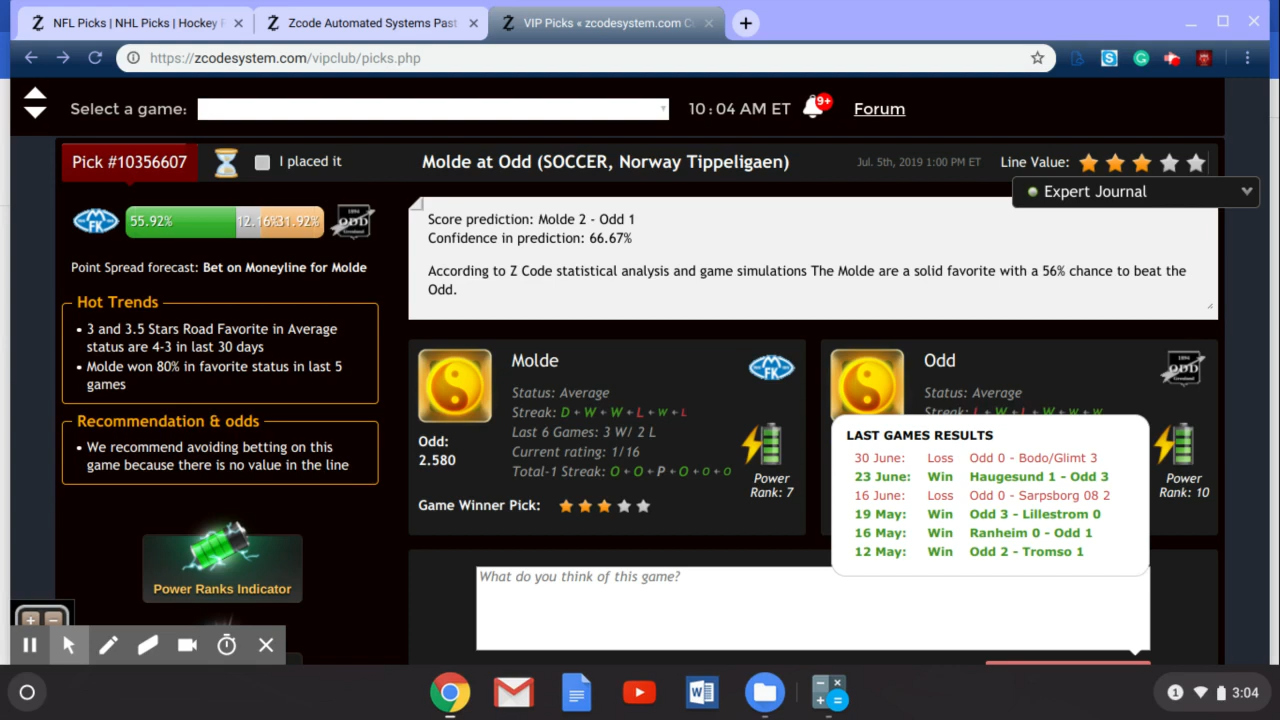 NFL Picks | NHL Picks | Hockey
Zcode Automated Systems Past
VIP Picks « zcodesystem.com
https://zcodesystem.com/vipclub/picks.php
Select a game:
10:04 AM ET
9+
Forum
Pick #10356607
I placed it
Molde at Odd (SOCCER, Norway Tippeligaen)
Jul. 5th, 2019 1:00 PM ET
Line Value:
Expert Journal
55.92%
12.16%
31.92%
1894
ODD
Point Spread forecast: Bet on Moneyline for Molde
Score prediction: Molde 2 - Odd 1
Confidence in prediction: 66.67%
According to Z Code statistical analysis and game simulations The Molde are a solid favorite with a 56% chance to beat the
Odd.
Hot Trends
3 and 3.5 Stars Road Favorite in Average
status are 4-3 in last 30 days
Molde won 80% in favorite status in last 5
games
Recommendation & odds
We recommend avoiding betting on this
game because there is no value in the line
Power Ranks Indicator
Molde
Status: Average
Streak: D W W L W L
Last 6 Games: 3 W/ 2 L
Current rating: 1/16
Total-1 Streak: O O P O O O
Odd:
2.580
Power
Rank: 7
Game Winner Pick:
Odd
Status: Average
Streak: L W L W W W
LAST GAMES RESULTS
30 June: Loss Odd 0 - Bodo/Glimt 3
23 June: Win Haugesund 1 - Odd 3
16 June: Loss Odd 0 - Sarpsborg 08 2
19 May: Win Odd 3 - Lillestrom 0
16 May: Win Ranheim 0 - Odd 1
12 May: Win Odd 2 - Tromso 1
Power
Rank: 10
What do you think of this game?
1
3:04